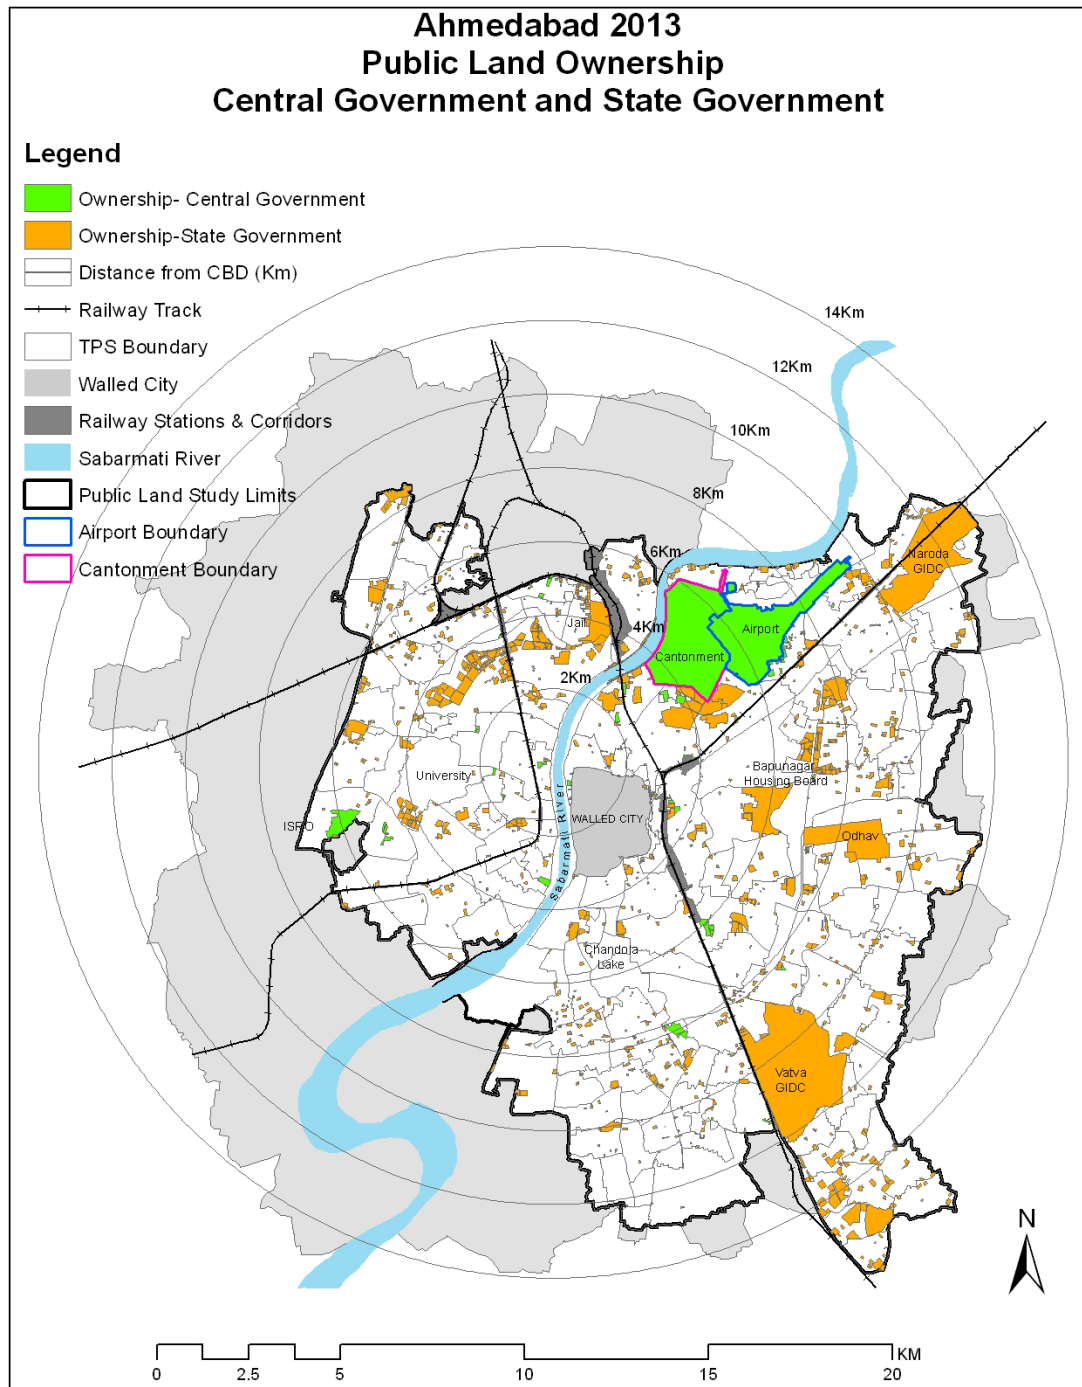 Ahmedabad 2013
Public Land Ownership
Central Government and State Government
Legend
Ownership- Central Government
Ownership-State Government
Distance from CBD (Km)
Railway Track
TPS Boundary
Walled City
Railway Stations & Corridors
Sabarmati River
Public Land Study Limits
Airport Boundary
Cantonment Boundary
14Km
12Km
10Km
8Km
6Km
4Km
2Km
Naroda
GIDC
Jail
Airport
Cantonment
University
Bapunagar
Housing Board
ISRO
WALLED CITY
Odhav
Sabarmati River
Chandola
Lake
Vatva
GIDC
N
0 2.5 5 10 15 20
KM